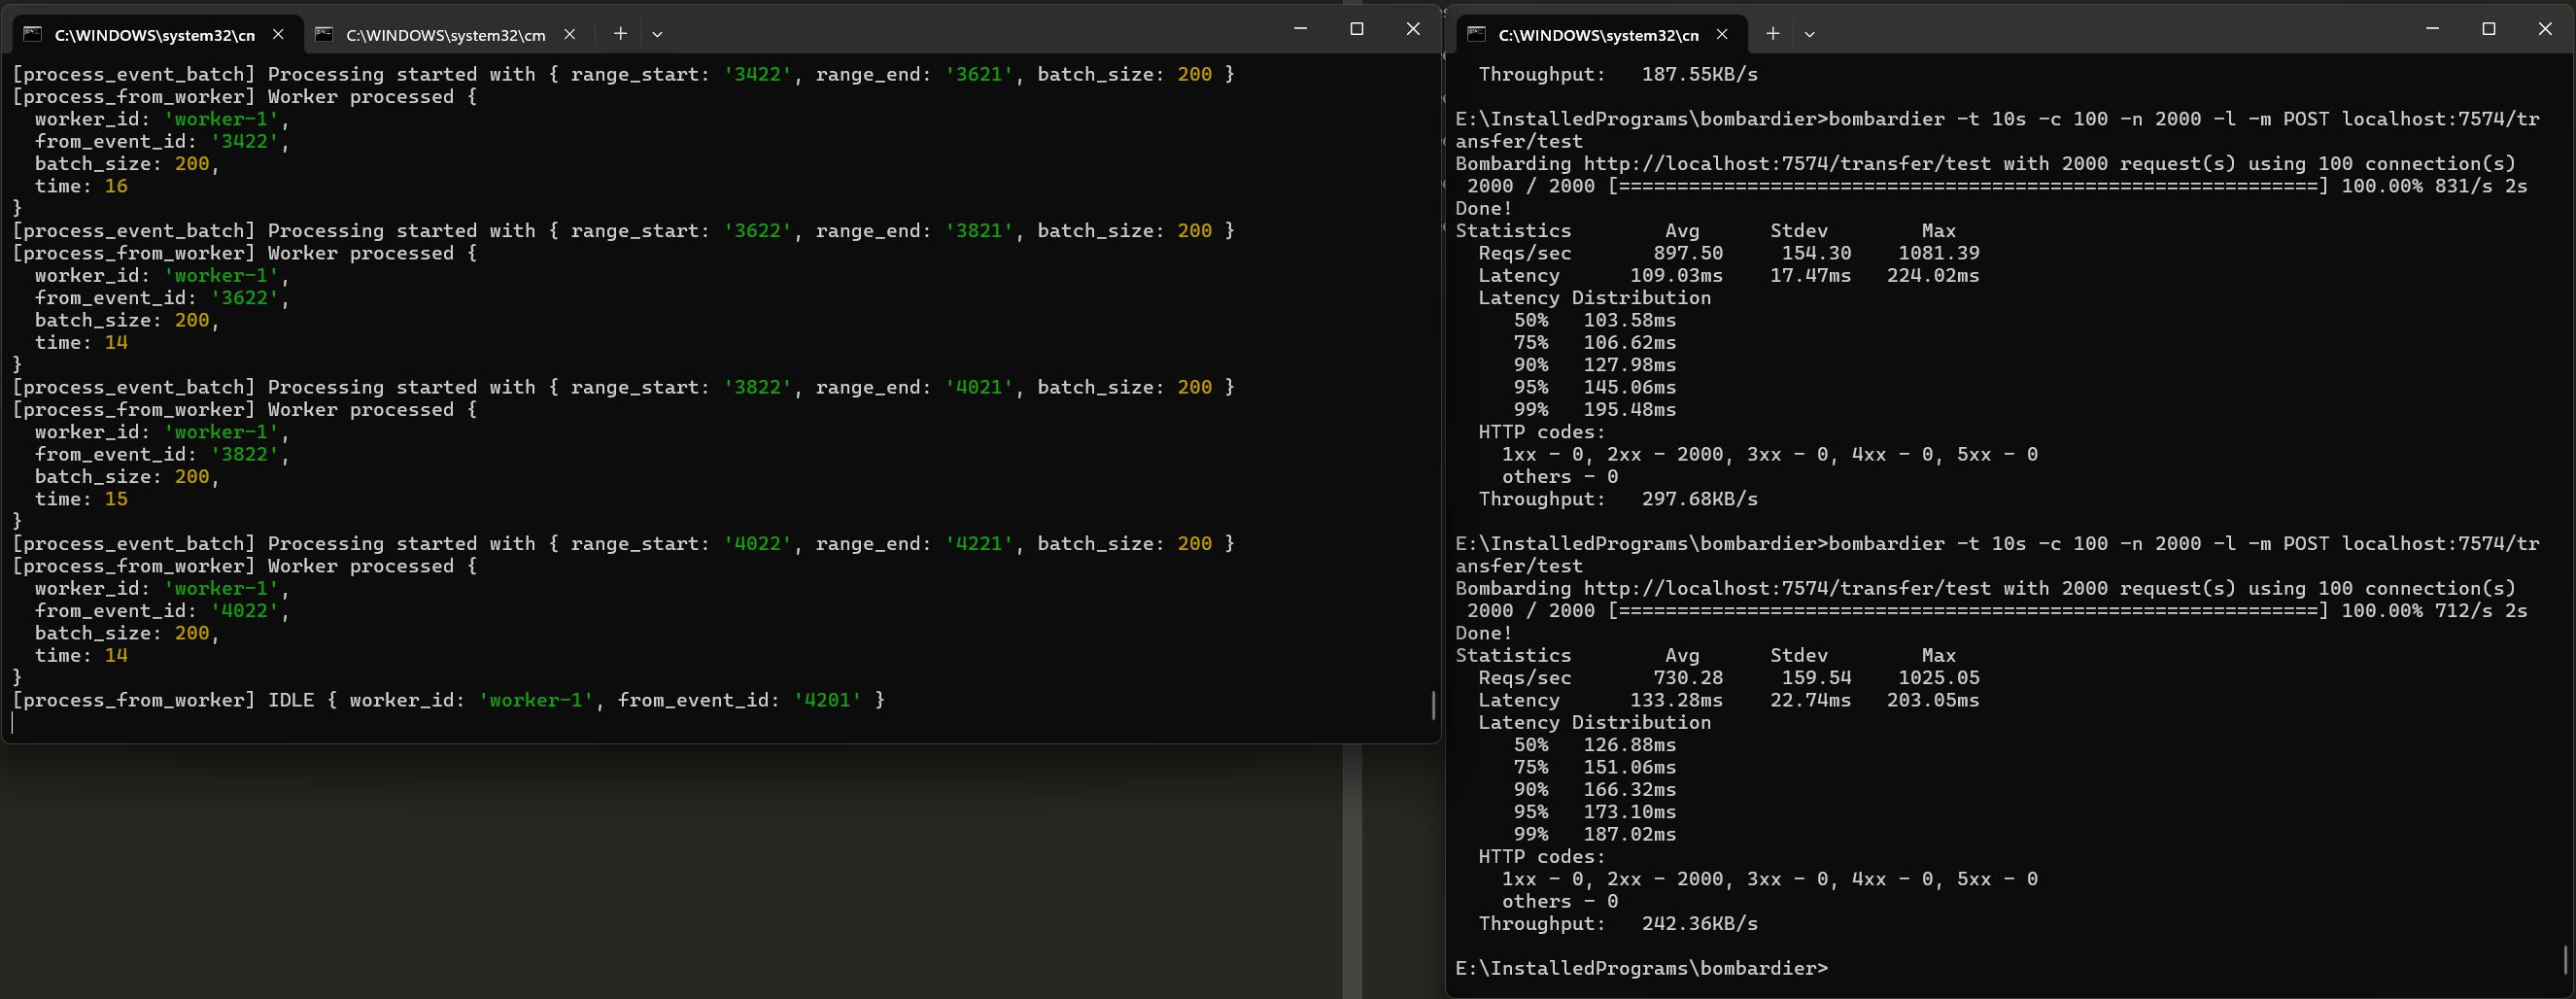 C:\WINDOWS\system32\cn
C:\WINDOWS\system32\cm
[process_event_batch] Processing started with { range_start: '3422', range_end: '3621', batch_size: 200 }
[process_from_worker] Worker processed {
  worker_id: 'worker-1',
  from_event_id: '3422',
  batch_size: 200,
  time: 16
}
[process_event_batch] Processing started with { range_start: '3622', range_end: '3821', batch_size: 200 }
[process_from_worker] Worker processed {
  worker_id: 'worker-1',
  from_event_id: '3622',
  batch_size: 200,
  time: 14
}
[process_event_batch] Processing started with { range_start: '3822', range_end: '4021', batch_size: 200 }
[process_from_worker] Worker processed {
  worker_id: 'worker-1',
  from_event_id: '3822',
  batch_size: 200,
  time: 15
}
[process_event_batch] Processing started with { range_start: '4022', range_end: '4221', batch_size: 200 }
[process_from_worker] Worker processed {
  worker_id: 'worker-1',
  from_event_id: '4022',
  batch_size: 200,
  time: 14
}
[process_from_worker] IDLE { worker_id: 'worker-1', from_event_id: '4201' }
C:\WINDOWS\system32\cn
  Throughput:   187.55KB/s
E:\InstalledPrograms\bombardier>bombardier -t 10s -c 100 -n 2000 -l -m POST localhost:7574/tr
ansfer/test
Bombarding http://localhost:7574/transfer/test with 2000 request(s) using 100 connection(s)
 2000 / 2000 [============================================================] 100.00% 831/s 2s
Done!
Statistics        Avg      Stdev        Max
  Reqs/sec       897.50     154.30    1081.39
  Latency      109.03ms    17.47ms   224.02ms
  Latency Distribution
     50%   103.58ms
     75%   106.62ms
     90%   127.98ms
     95%   145.06ms
     99%   195.48ms
  HTTP codes:
    1xx - 0, 2xx - 2000, 3xx - 0, 4xx - 0, 5xx - 0
    others - 0
  Throughput:   297.68KB/s
E:\InstalledPrograms\bombardier>bombardier -t 10s -c 100 -n 2000 -l -m POST localhost:7574/tr
ansfer/test
Bombarding http://localhost:7574/transfer/test with 2000 request(s) using 100 connection(s)
 2000 / 2000 [============================================================] 100.00% 712/s 2s
Done!
Statistics        Avg      Stdev        Max
  Reqs/sec       730.28     159.54    1025.05
  Latency      133.28ms    22.74ms   203.05ms
  Latency Distribution
     50%   126.88ms
     75%   151.06ms
     90%   166.32ms
     95%   173.10ms
     99%   187.02ms
  HTTP codes:
    1xx - 0, 2xx - 2000, 3xx - 0, 4xx - 0, 5xx - 0
    others - 0
  Throughput:   242.36KB/s
E:\InstalledPrograms\bombardier>